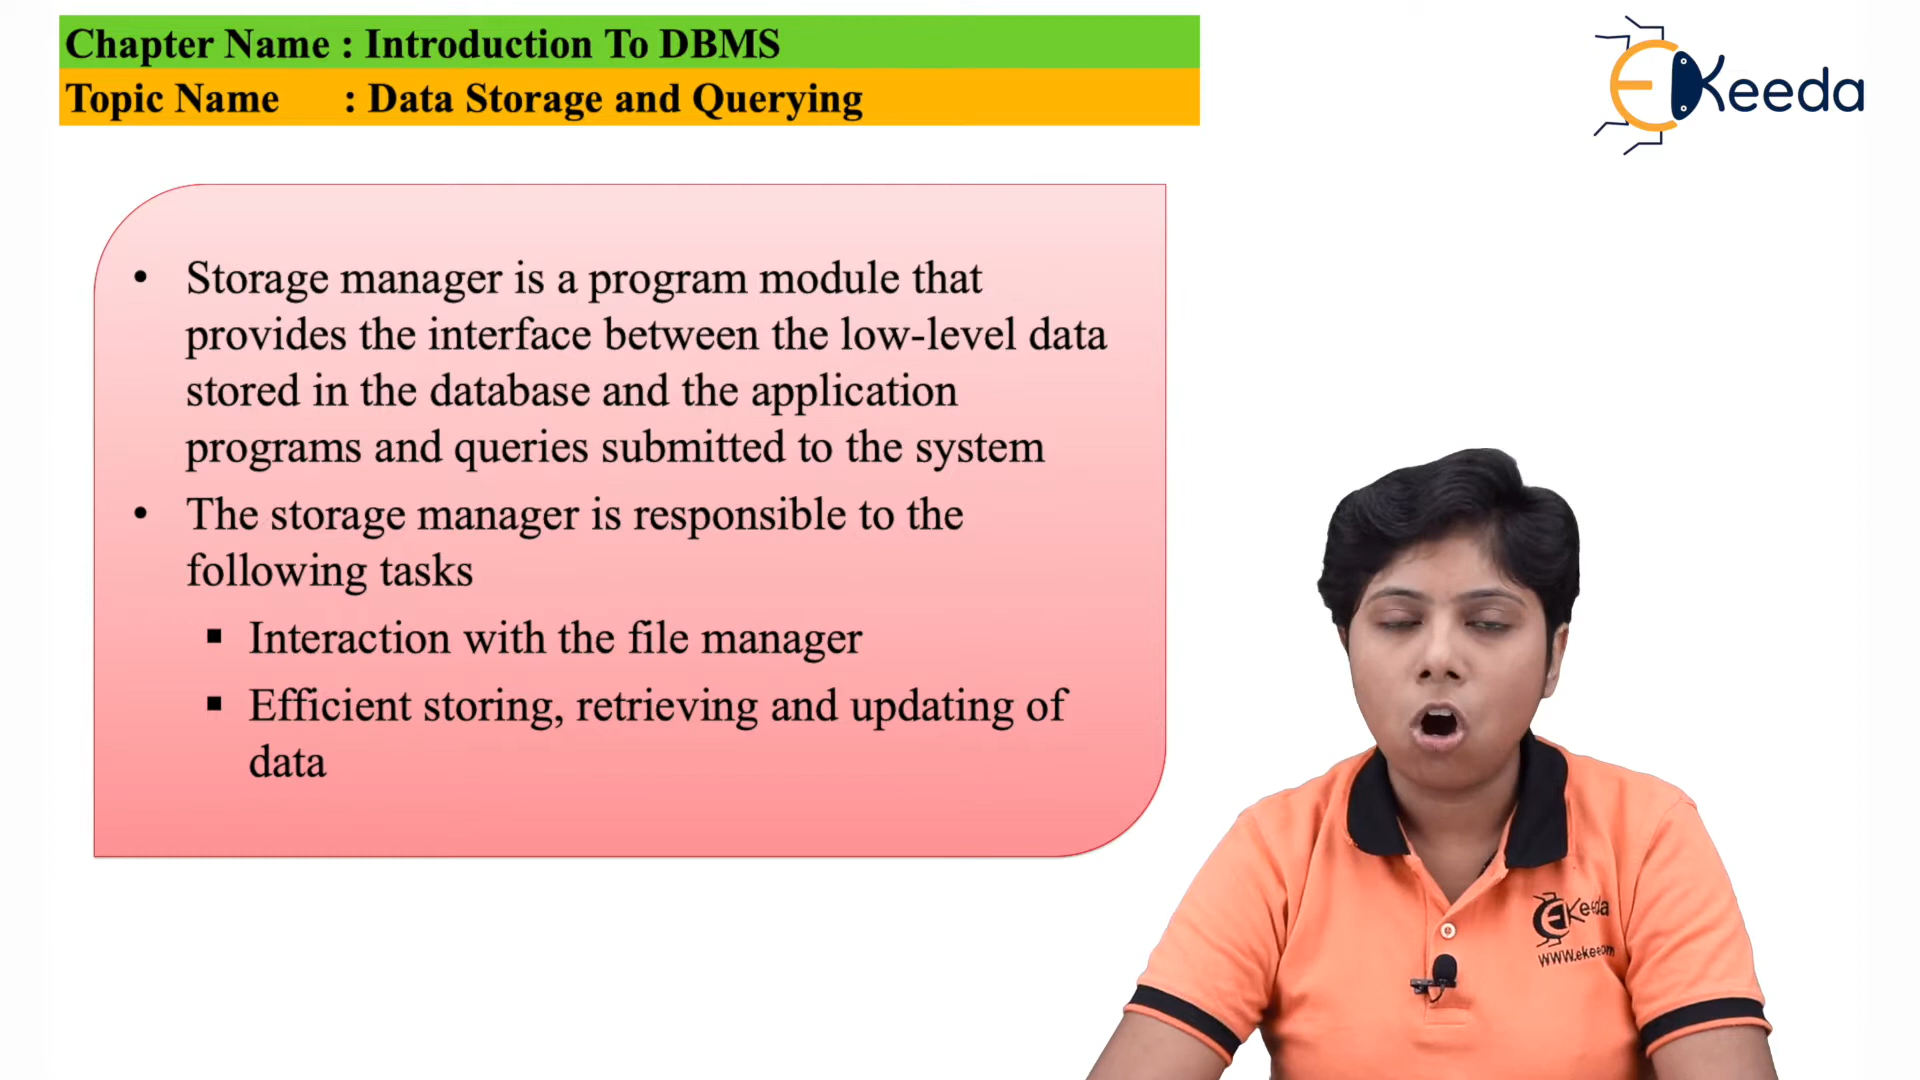 Chapter Name : Introduction To DBMS
Topic Name : Data Storage and Querying
EKeeda
• Storage manager is a program module that
provides the interface between the low-level data
stored in the database and the application
programs and queries submitted to the system
• The storage manager is responsible to the
following tasks
▪ Interaction with the file manager
▪ Efficient storing, retrieving and updating of
data
EKeeda